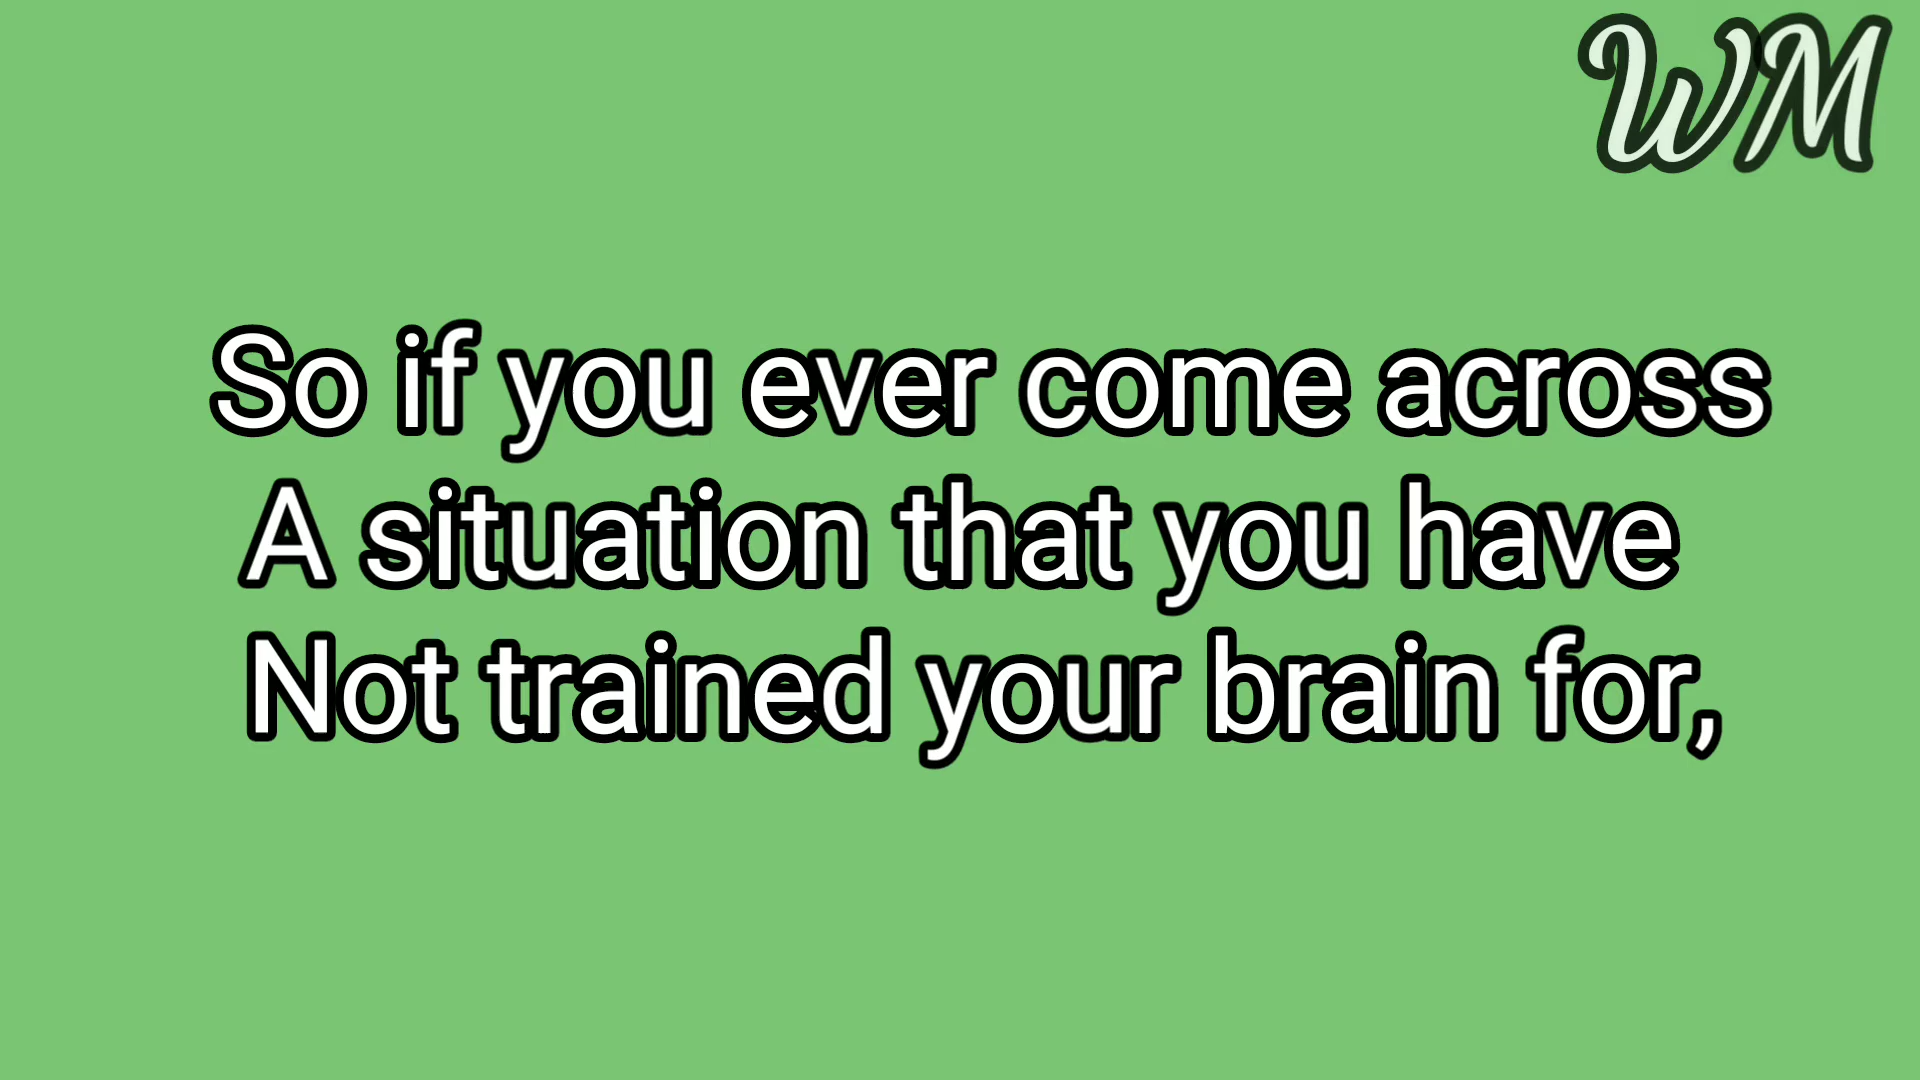 WM
So if you ever come across
A situation that you have
Not trained your brain for,